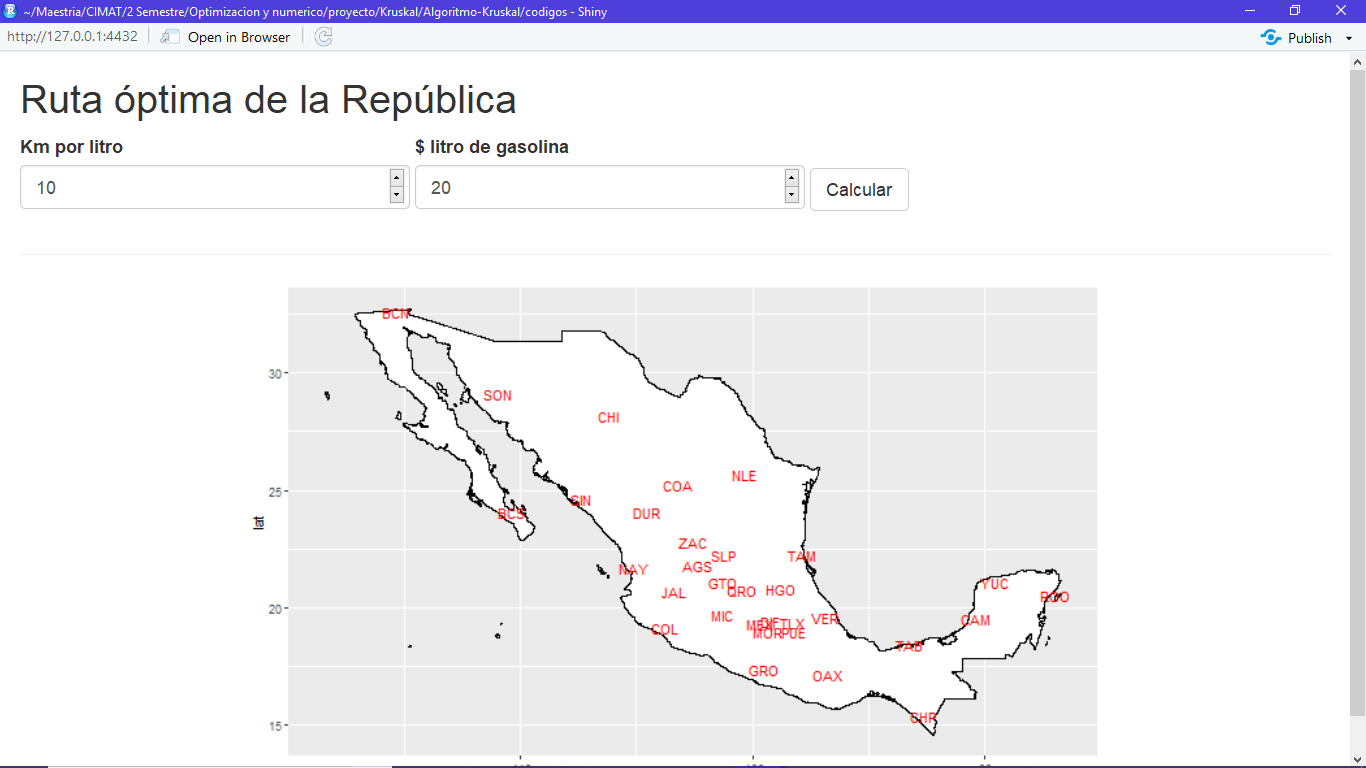 ~/Maestria/CIMAT/2 Semestre/Optimizacion y numerico/proyecto/Kruskal/Algoritmo-Kruskal/codigos - Shiny
http://127.0.0.1:4432 Open in Browser Publish
Ruta óptima de la República
Km por litro $ litro de gasolina
10 20 Calcular
BCN
30
SON
CHI
NLE
COA
25
SIN
BCS DUR
lat
ZAC
SLP TAM
AGS
NAY
GTO YUC
JAL QRO HGO
ROO
20
MIC VER CAM
COL TLX
MOR PUE
TAB
GRO OAX
CHP
15